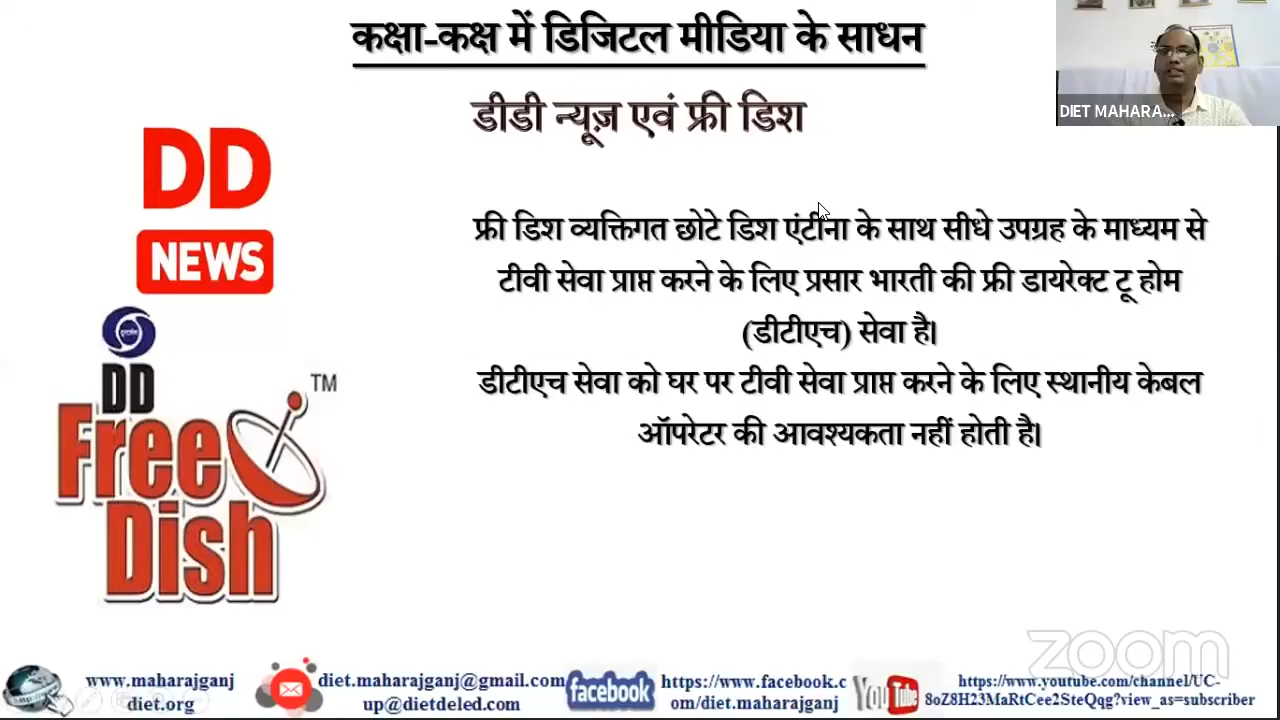 कक्षा-कक्ष में डिजिटल मीडिया के साधन
डीडी न्यूज़ एवं फ्री डिश
DIET MAHARA...
DD
NEWS
फ्री डिश व्यक्तिगत छोटे डिश एंटीना के साथ सीधे उपग्रह के माध्यम से
टीवी सेवा प्राप्त करने के लिए प्रसार भारती की फ्री डायरेक्ट टू होम
(डीटीएच) सेवा है।
डीटीएच सेवा को घर पर टीवी सेवा प्राप्त करने के लिए स्थानीय केबल
ऑपरेटर की आवश्यकता नहीं होती है।
DD
Free
Dish
TM
zoom
www.maharajganj
diet.org
diet.maharajganj@gmail.com
up@dietdeled.com
facebook
https://www.facebook.c
om/diet.maharajganj
YouTube
https://www.youtube.com/channel/UC-
8oZ8H23MaRtCee2SteQqg?view_as=subscriber